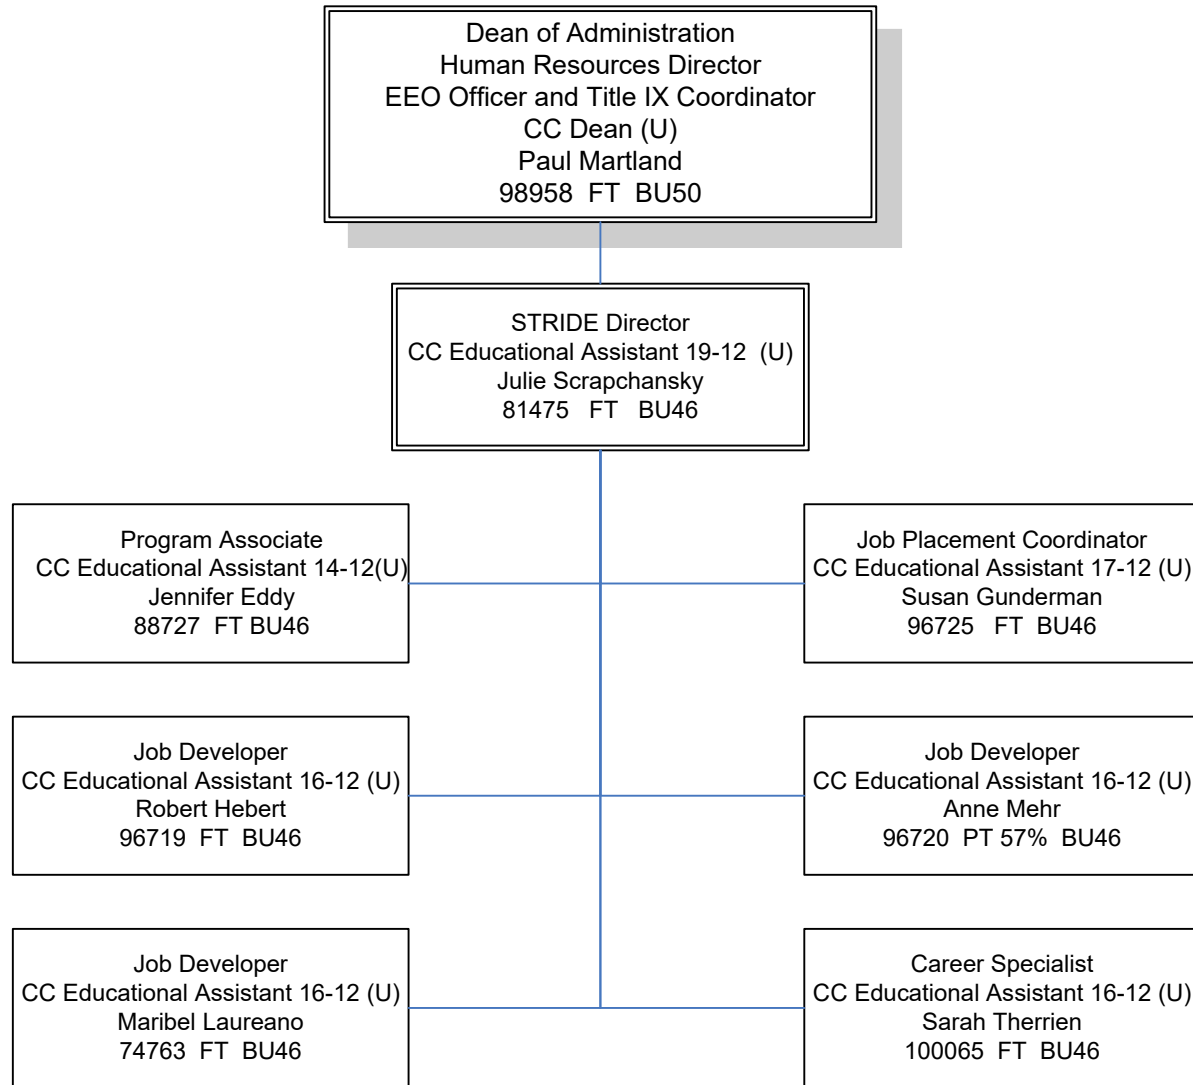 Dean of Administration
Human Resources Director
EEO Officer and Title IX Coordinator
CC Dean (U)
Paul Martland
98958  FT  BU50
STRIDE Director
CC Educational Assistant 19-12  (U)
Julie Scrapchansky
81475   FT   BU46
Program Associate
CC Educational Assistant 14-12(U)
Jennifer Eddy
88727  FT BU46
Job Placement Coordinator
CC Educational Assistant 17-12 (U)
Susan Gunderman
96725   FT  BU46
Job Developer
CC Educational Assistant 16-12 (U)
Robert Hebert
96719  FT  BU46
Job Developer
CC Educational Assistant 16-12 (U)
Anne Mehr
96720  PT 57%  BU46
Job Developer
CC Educational Assistant 16-12 (U)
Maribel Laureano
74763  FT  BU46
Career Specialist
CC Educational Assistant 16-12 (U)
Sarah Therrien
100065  FT  BU46